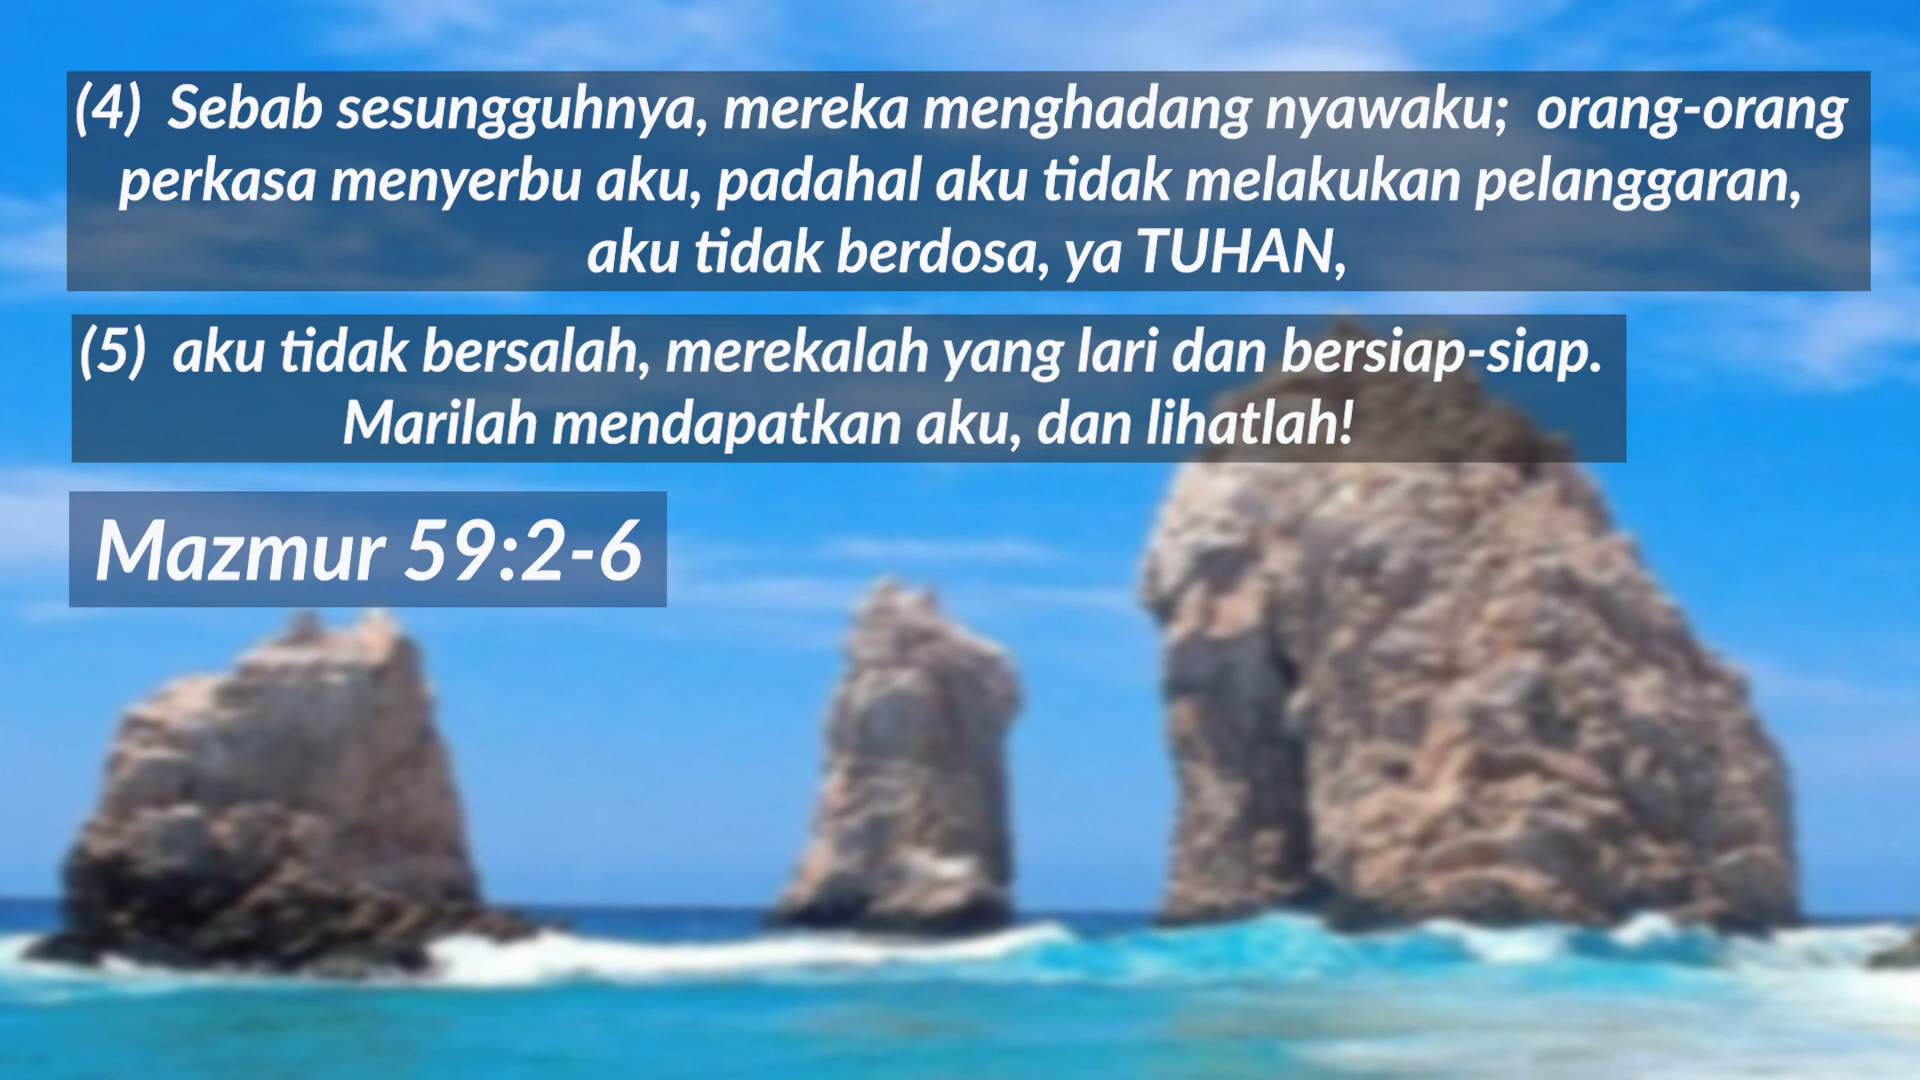 (4) Sebab sesungguhnya, mereka menghadang nyawaku; orang-orang
perkasa menyerbu aku, padahal aku tidak melakukan pelanggaran,
aku tidak berdosa, ya TUHAN,
(5) aku tidak bersalah, merekalah yang lari dan bersiap-siap.
Marilah mendapatkan aku, dan lihatlah!
Mazmur 59:2-6